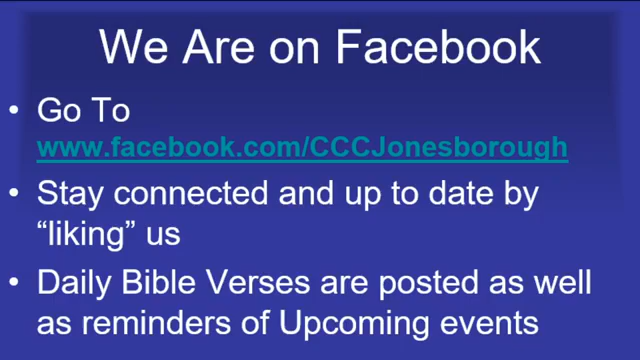 We Are on Facebook
• Go To
www.facebook.com/CCCJonesborough
• Stay connected and up to date by
“liking” us
• Daily Bible Verses are posted as well
as reminders of Upcoming events